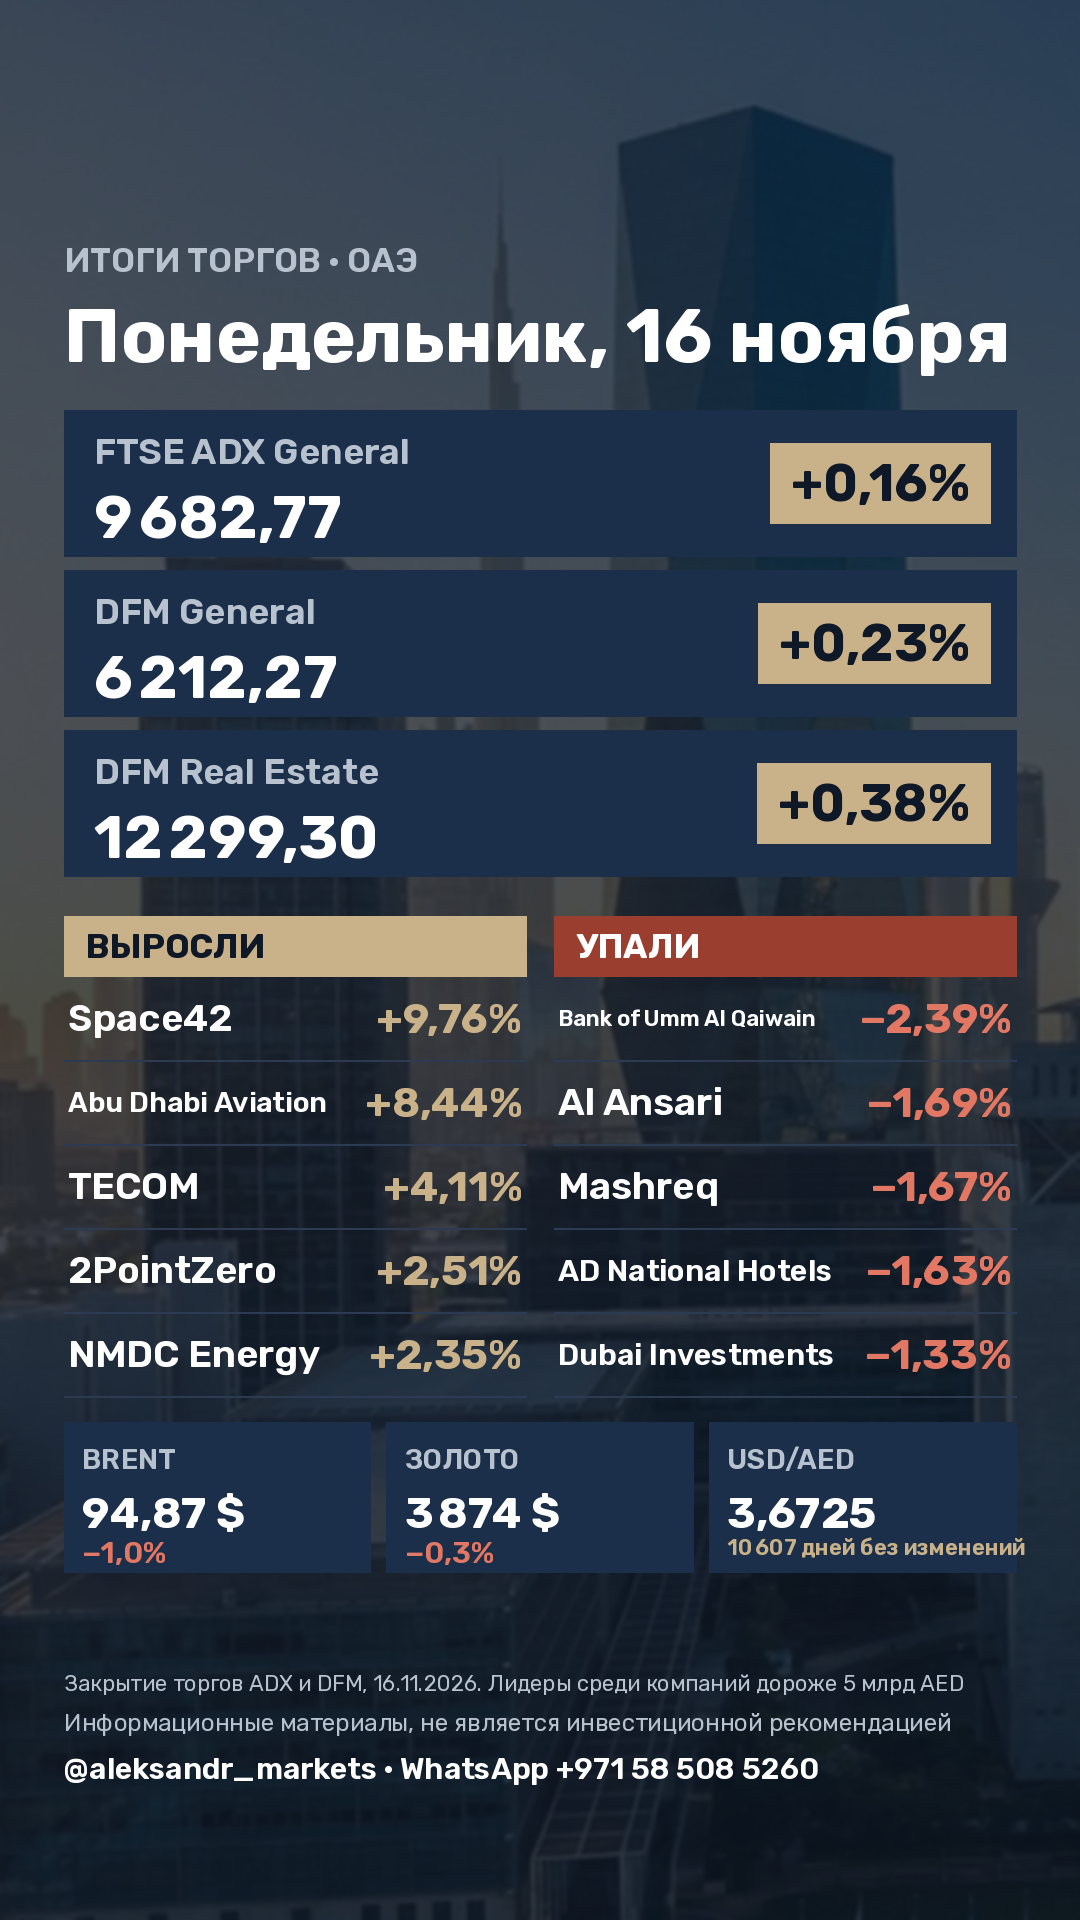 ИТОГИ ТОРГОВ • ОАЭ
Понедельник, 16 ноября
FTSE ADX General
9 682,77
+0,16%
DFM General
6 212,27
+0,23%
DFM Real Estate
12 299,30
+0,38%
ВЫРОСЛИ
Space42 +9,76%
Abu Dhabi Aviation +8,44%
TECOM +4,11%
2PointZero +2,51%
NMDC Energy +2,35%
УПАЛИ
Bank of Umm Al Qaiwain −2,39%
Al Ansari −1,69%
Mashreq −1,67%
AD National Hotels −1,63%
Dubai Investments −1,33%
BRENT
94,87 $
−1,0%
ЗОЛОТО
3 874 $
−0,3%
USD/AED
3,6725
10 607 дней без изменений
Закрытие торгов ADX и DFM, 16.11.2026. Лидеры среди компаний дороже 5 млрд AED
Информационные материалы, не является инвестиционной рекомендацией
@aleksandr_markets • WhatsApp +971 58 508 5260